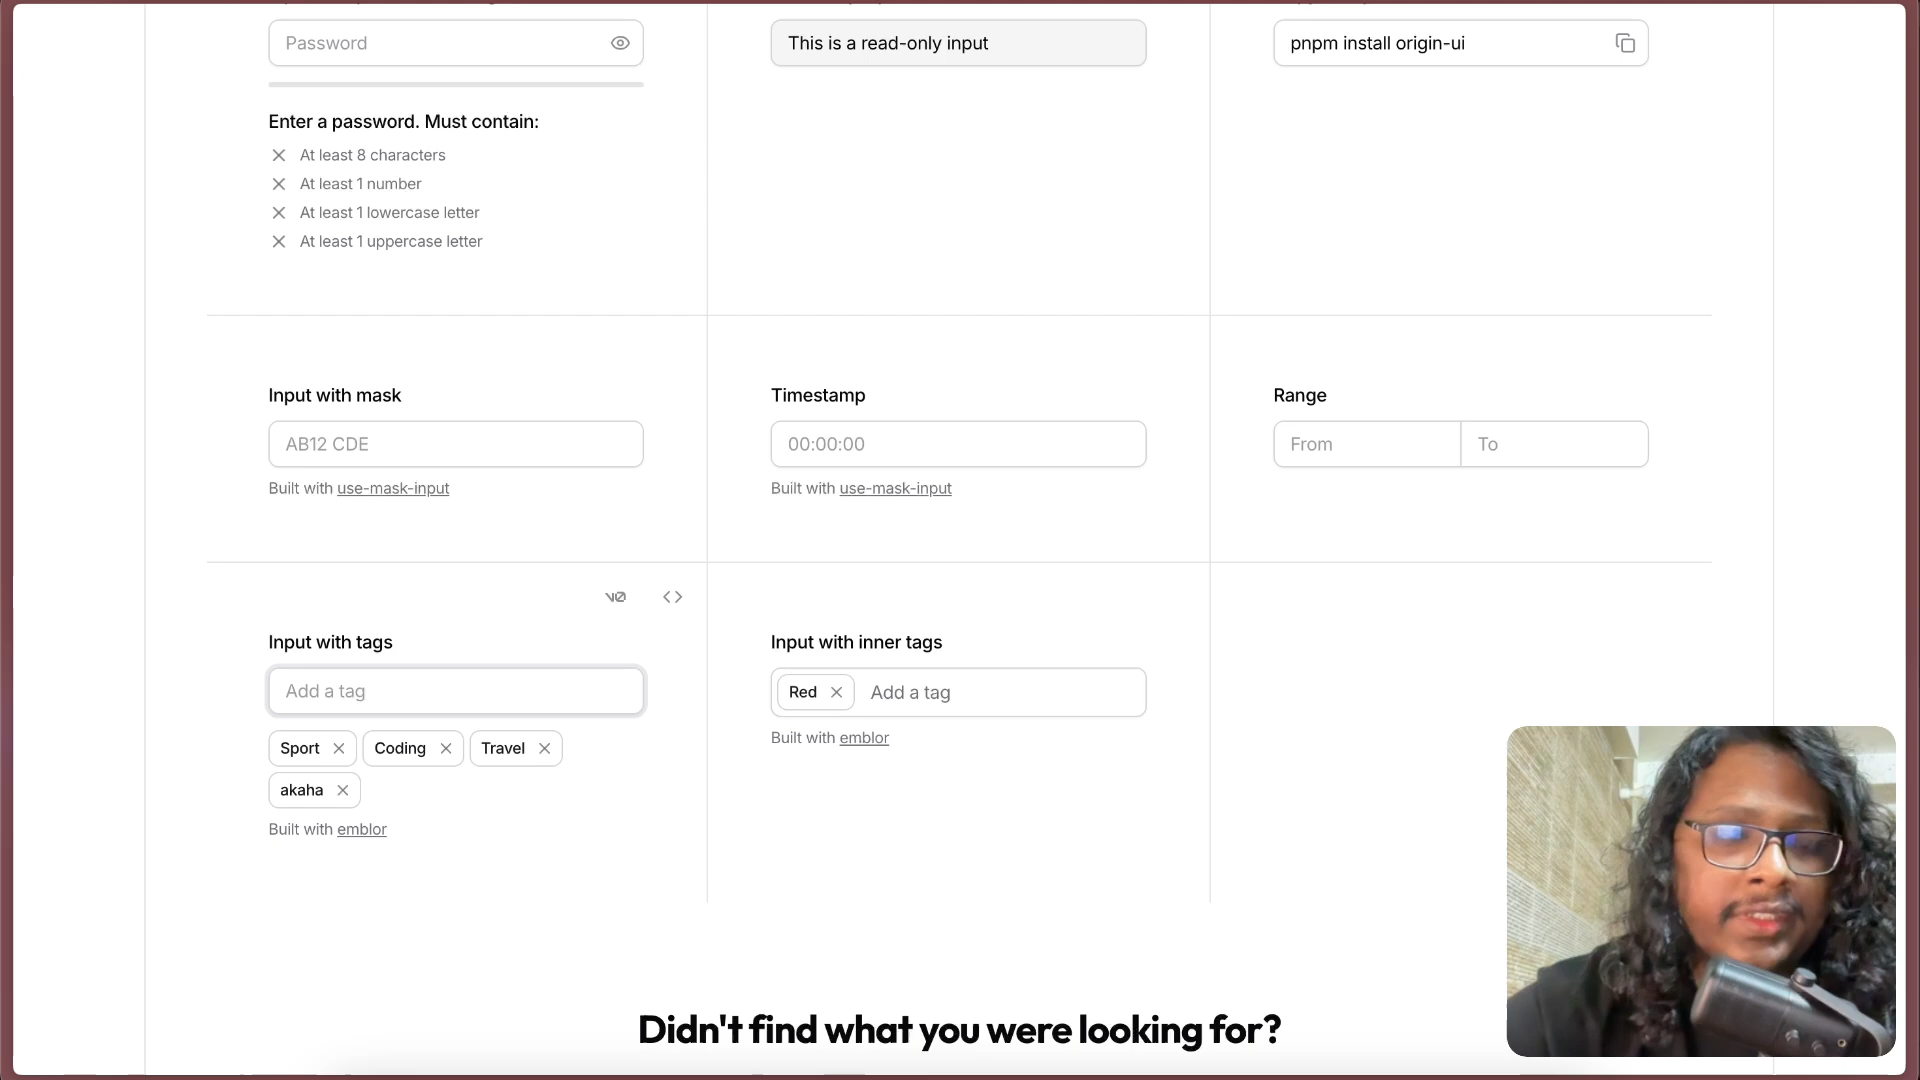 Password
This is a read-only input
pnpm install origin-ui
Enter a password. Must contain:
At least 8 characters
At least 1 number
At least 1 lowercase letter
At least 1 uppercase letter
Input with mask
AB12 CDE
Built with use-mask-input
Timestamp
00:00:00
Built with use-mask-input
Range
From
To
v0
Input with tags
Add a tag
Sport
Coding
Travel
akaha
Built with emblor
Input with inner tags
Red
Add a tag
Built with emblor
Didn't find what you were looking for?